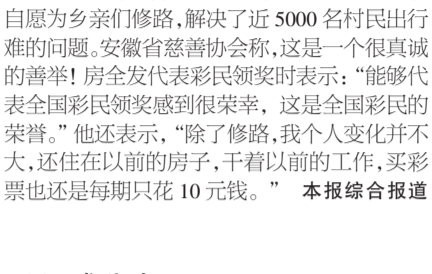 自愿为乡亲们修路,解决了近 5000 名村民出行
难的问题。安徽省慈善协会称,这是一个很真诚
的善举! 房全发代表彩民领奖时表示:“能够代
表全国彩民领奖感到很荣幸, 这是全国彩民的
荣誉。”他还表示, “除了修路,我个人变化并不
大,还住在以前的房子,干着以前的工作,买彩
票也还是每期只花 10 元钱。” 本报综合报道